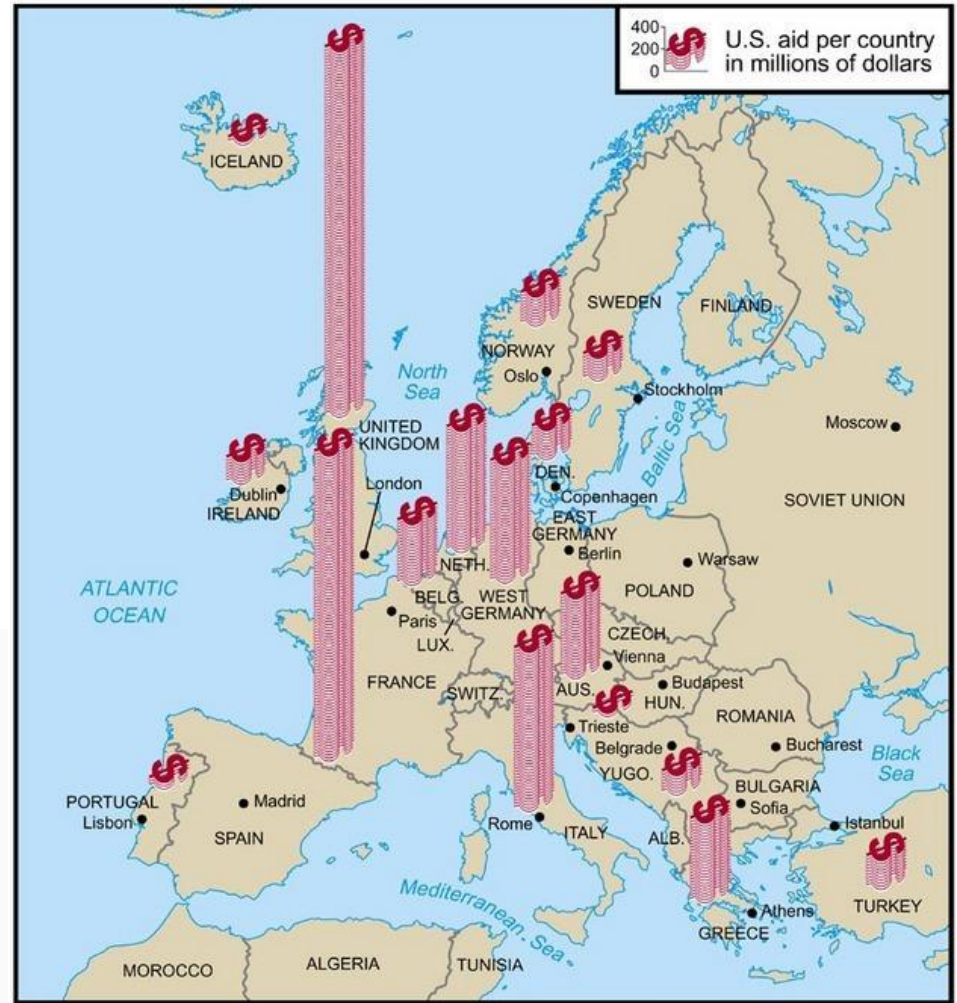 400
200
0
U.S. aid per country
in millions of dollars
$
$
ICELAND
$
$
SWEDEN
FINLAND
NORWAY
Oslo
$
Stockholm
North
Sea
Baltic Sea
Moscow
$
UNITED
KINGDOM
$
$
$
$
$
DEN.
Copenhagen
London
Dublin
IRELAND
SOVIET UNION
$
EAST
GERMANY
Berlin
NETH.
Warsaw
ATLANTIC
OCEAN
BELG.
WEST
GERMANY
POLAND
$
Paris
LUX.
CZECH.
$
Vienna
FRANCE
SWITZ.
AUS.
Budapest
HUN.
$
ROMANIA
Trieste
Belgrade
Bucharest
Black
Sea
YUGO.
$
$
BULGARIA
Sofia
PORTUGAL
Lisbon
Madrid
SPAIN
Rome
ITALY
ALB.
$
Istanbul
$
Mediterranean Sea
Athens
GREECE
TURKEY
MOROCCO
ALGERIA
TUNISIA